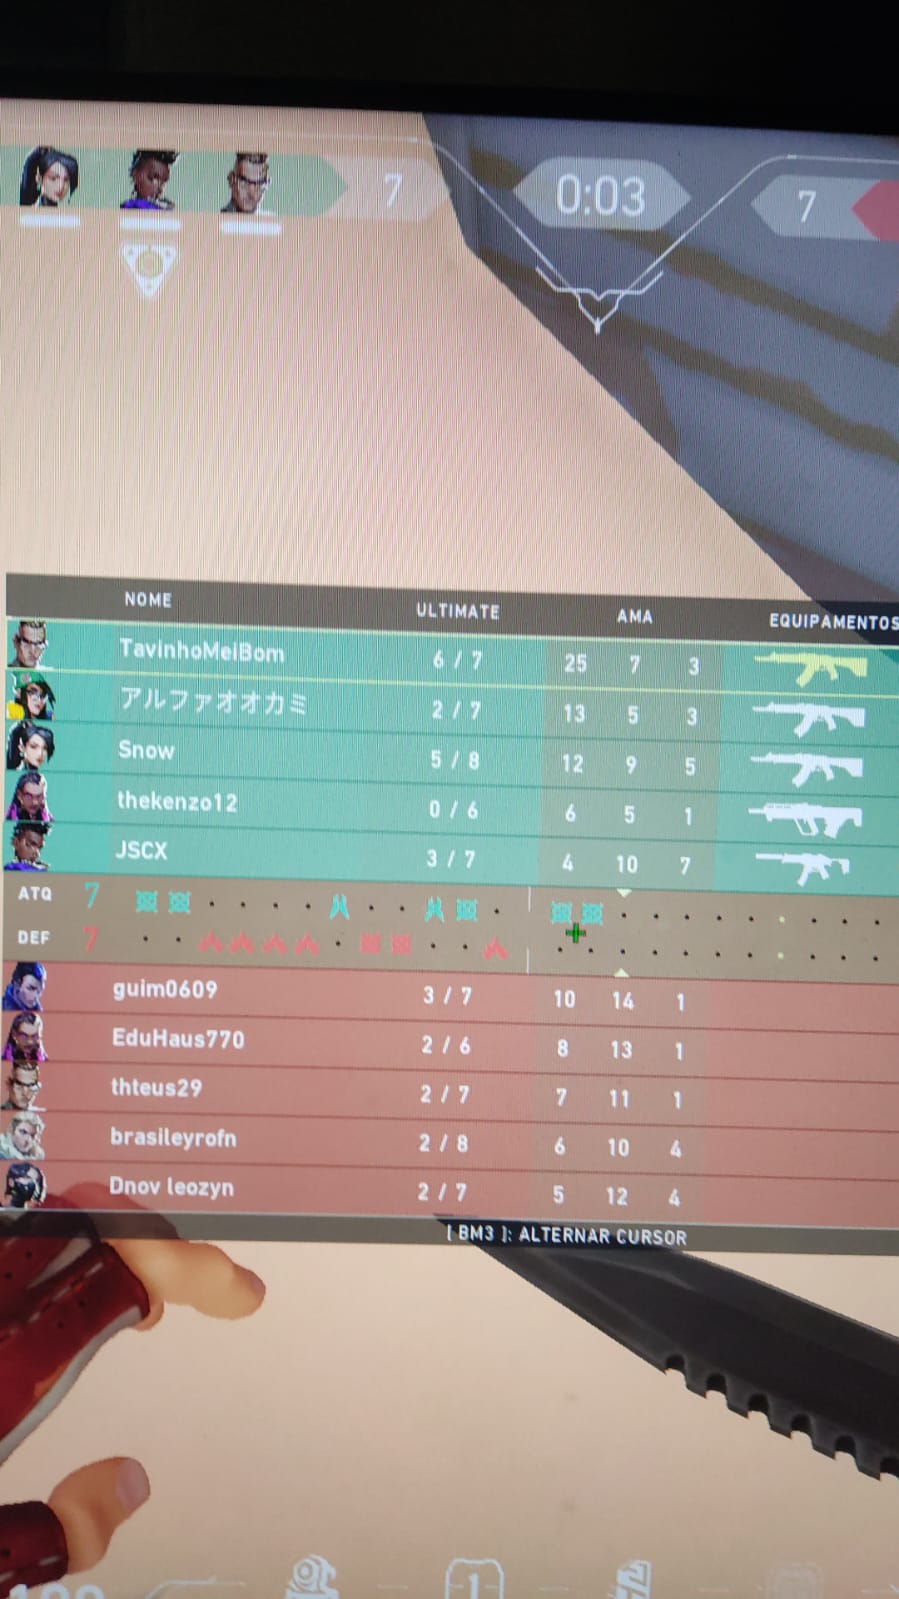 7 0:03 7
NOME ULTIMATE AMA EQUIPAMENTOS
TavinhoMeiBom 6 / 7 25 7 3
アルファオオカミ 2 / 7 13 5 3
Snow 5 / 8 12 9 5
thekenzo12 0 / 6 6 5 1
JSCX 3 / 7 4 10 7
ATQ 7
DEF 7
guim0609 3 / 7 10 14 1
EduHaus770 2 / 6 8 13 1
thteus29 2 / 7 7 11 1
brasileyrofn 2 / 8 6 10 4
Dnov leozyn 2 / 7 5 12 4
[ BM3 ]: ALTERNAR CURSOR